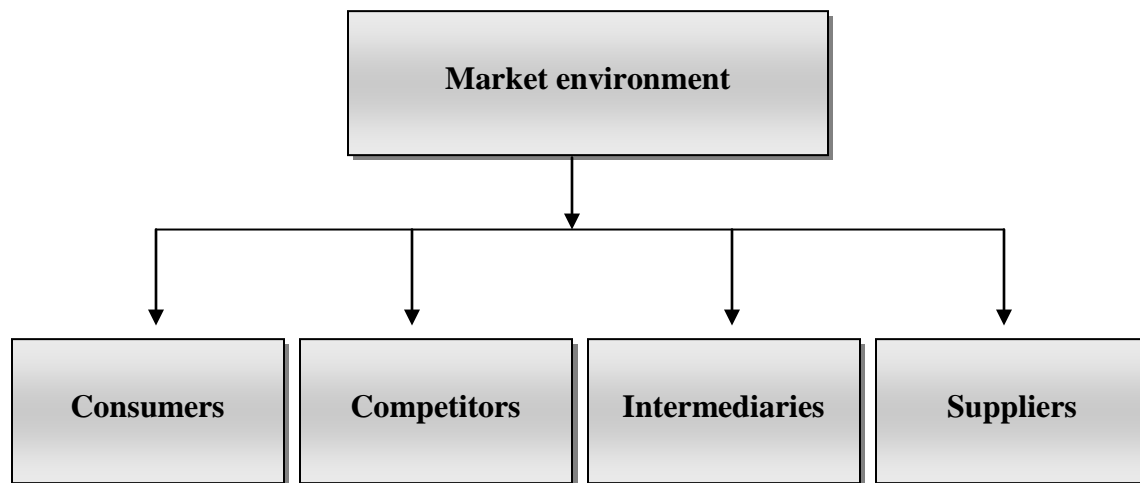 Market environment
Consumers
Competitors
Intermediaries
Suppliers